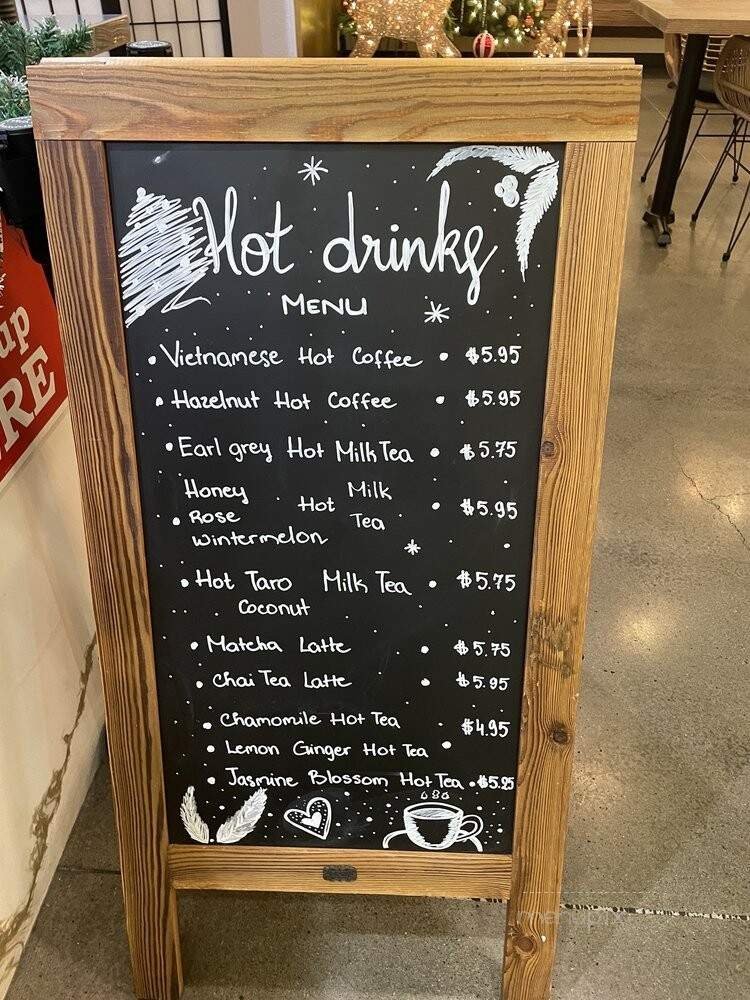 Hot drinks
MENU
• Vietnamese Hot Coffee • $5.95
• Hazelnut Hot Coffee • $5.95
• Earl grey Hot Milk Tea • $5.75
Honey
• Rose Hot Milk Tea • $5.95
wintermelon
• Hot Taro Milk Tea • $5.75
Coconut
• Matcha Latte • $5.75
• Chai Tea Latte • $5.95
• Chamomile Hot Tea $4.95
• Lemon Ginger Hot Tea •
• Jasmine Blossom Hot Tea • $5.25
up
RE